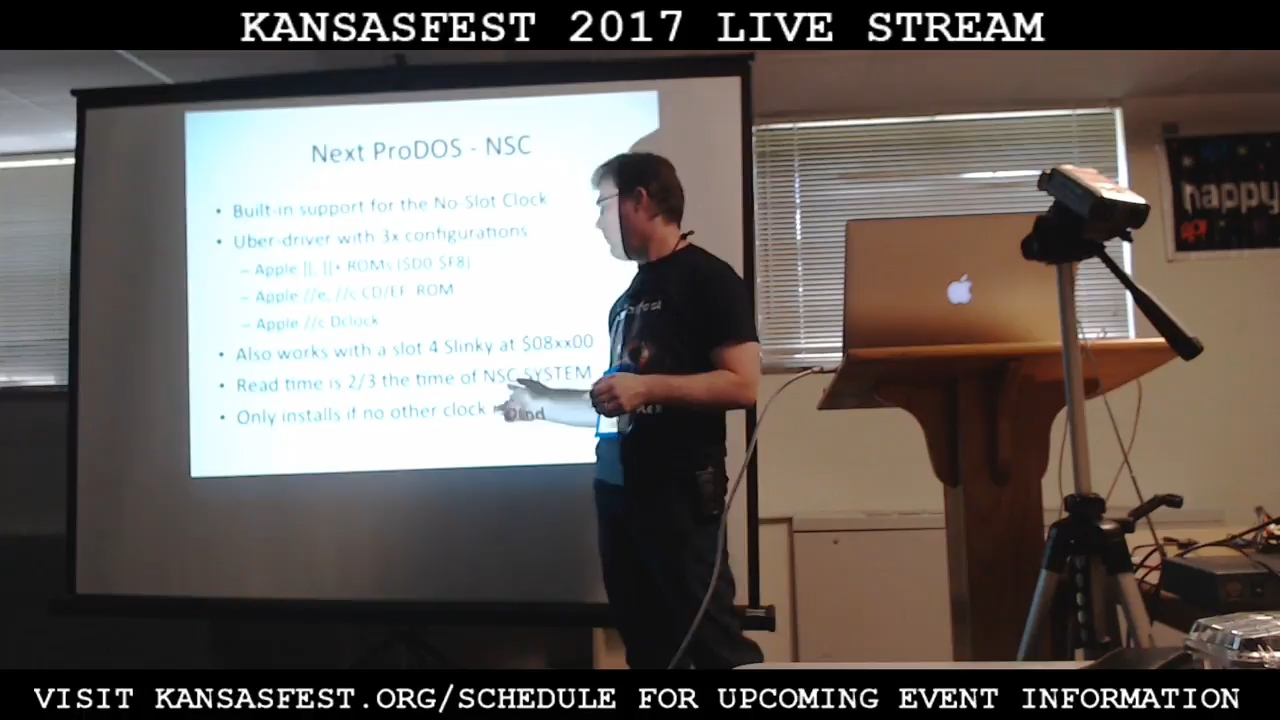 KANSASFEST 2017 LIVE STREAM
Next ProDOS - NSC
• Built-in support for the No-Slot Clock
• Uber-driver with 3x configurations
– Apple ][, ][+ ROMs ($D0 $F8)
– Apple //e, //c CD/EF ROM
– Apple //c Dclock
• Also works with a slot 4 Slinky at $08xx00
• Read time is 2/3 the time of NSC.SYSTEM
• Only installs if no other clock
happy
VISIT KANSASFEST.ORG/SCHEDULE FOR UPCOMING EVENT INFORMATION